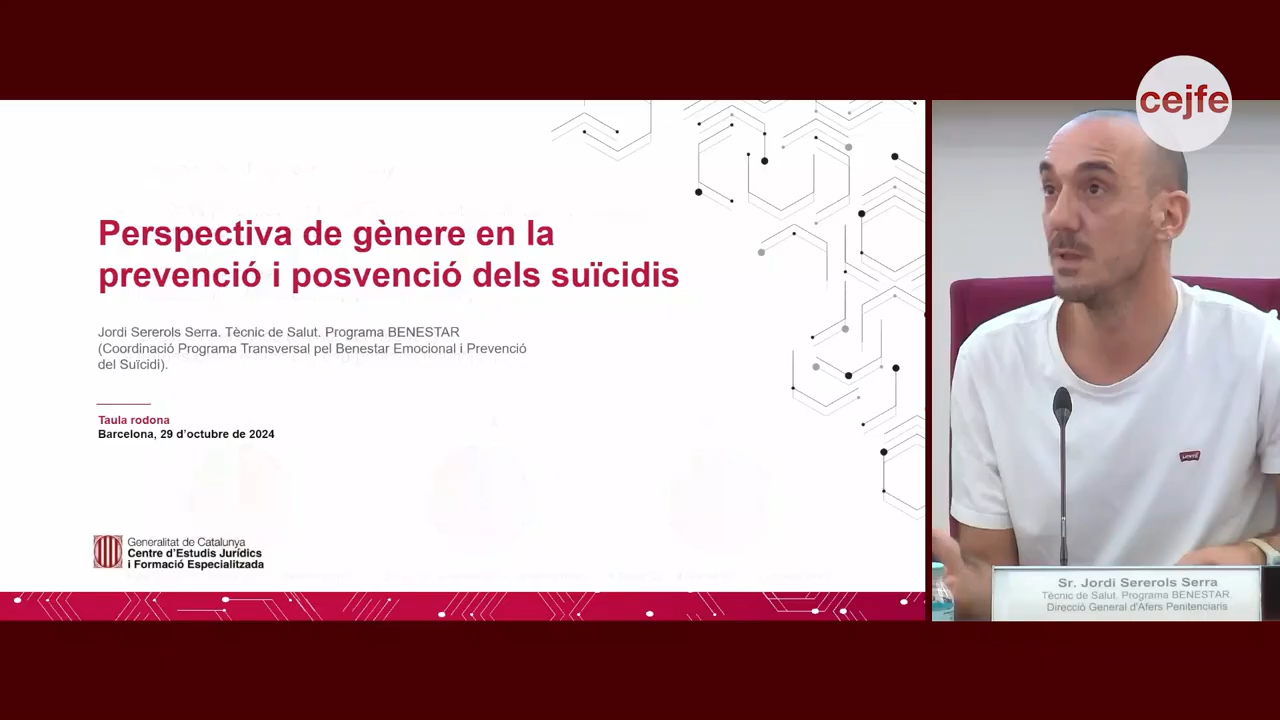 cejfe
Perspectiva de gènere en la
prevenció i posvenció dels suïcidis
Jordi Sererols Serra. Tècnic de Salut. Programa BENESTAR
(Coordinació Programa Transversal pel Benestar Emocional i Prevenció
del Suïcidi).
Taula rodona
Barcelona, 29 d'octubre de 2024
Generalitat de Catalunya
Centre d'Estudis Jurídics
i Formació Especialitzada
Levi's
Sr. Jordi Sererols Serra
Tècnic de Salut. Programa BENESTAR.
Direcció General d'Afers Penitenciaris